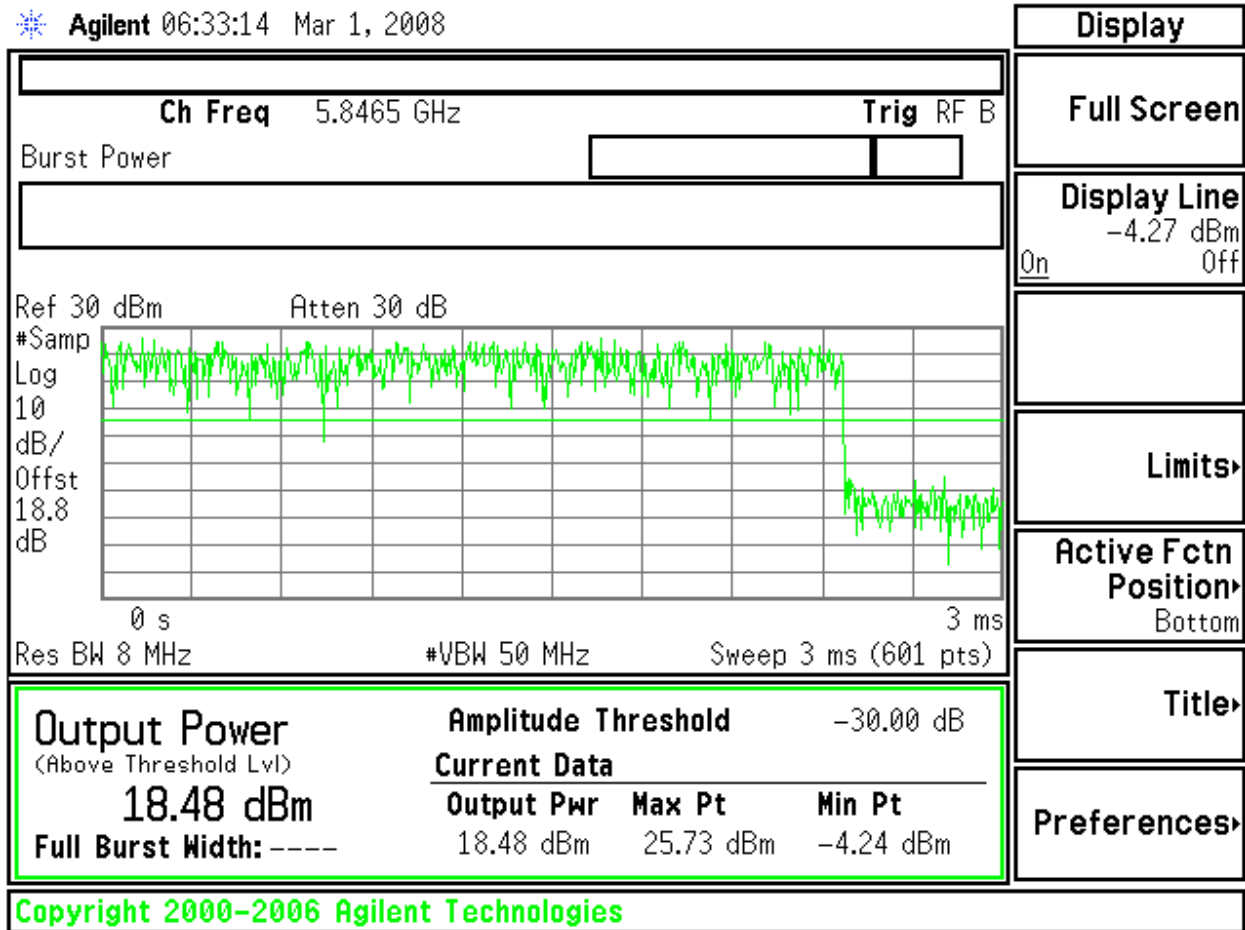 Agilent 06:33:14 Mar 1, 2008
Display
Ch Freq 5.8465 GHz
Trig RF B
Burst Power
Full Screen
Display Line
-4.27 dBm
On Off
Ref 30 dBm Atten 30 dB
#Samp
Log
10
dB/
Offst
18.8
dB
0 s
3 ms
Res BW 8 MHz #VBW 50 MHz Sweep 3 ms (601 pts)
Limits
Active Fctn
Position
Bottom
Title
Preferences
Output Power
(Above Threshold Lvl)
18.48 dBm
Full Burst Width: ----
Amplitude Threshold -30.00 dB
Current Data
Output Pwr Max Pt Min Pt
18.48 dBm 25.73 dBm -4.24 dBm
Copyright 2000-2006 Agilent Technologies